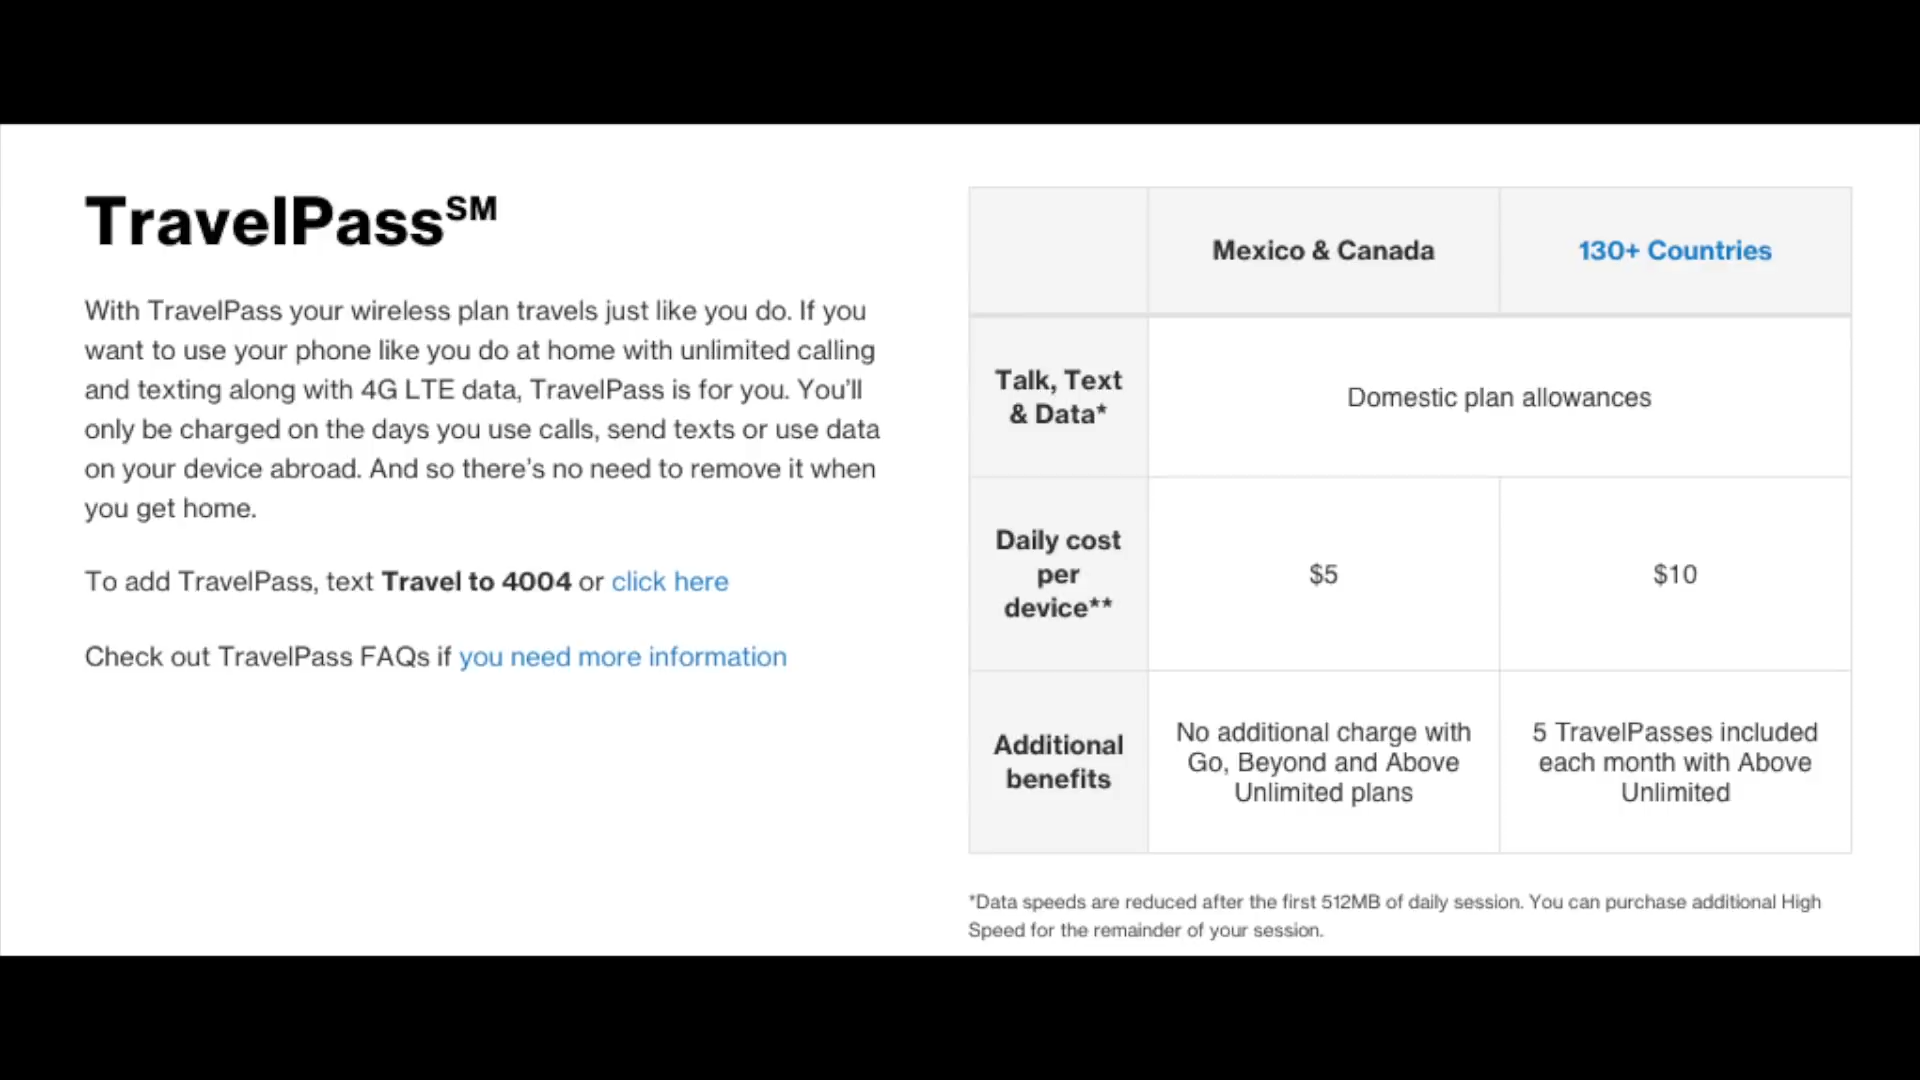 TravelPassSM
With TravelPass your wireless plan travels just like you do. If you
want to use your phone like you do at home with unlimited calling
and texting along with 4G LTE data, TravelPass is for you. You’ll
only be charged on the days you use calls, send texts or use data
on your device abroad. And so there’s no need to remove it when
you get home.
To add TravelPass, text Travel to 4004 or click here
Check out TravelPass FAQs if you need more information
Mexico & Canada
130+ Countries
Talk, Text
& Data*
Domestic plan allowances
Daily cost
per
device**
$5
$10
Additional
benefits
No additional charge with
Go, Beyond and Above
Unlimited plans
5 TravelPasses included
each month with Above
Unlimited
*Data speeds are reduced after the first 512MB of daily session. You can purchase additional High
Speed for the remainder of your session.